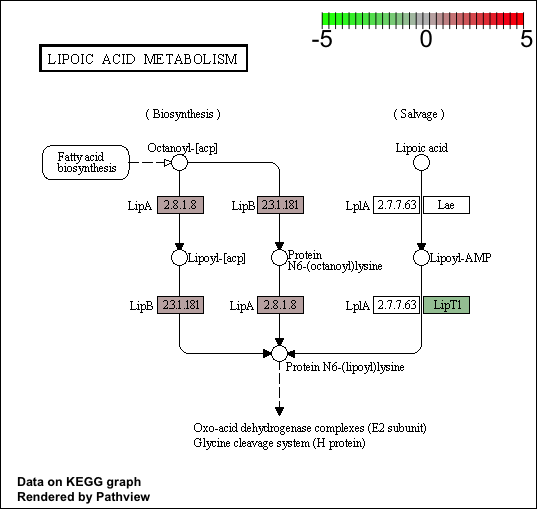 -5 0 5
LIPOIC ACID METABOLISM
( Biosynthesis ) ( Salvage )
Octanoyl-[acp] Lipoic acid
Fatty acid
biosynthesis
LipA 2.8.1.8 LipB 2.3.1.181 LplA 2.7.7.63 Lae
Lipoyl-[acp] Protein
N6-(octanoyl)lysine Lipoyl-AMP
LipB 2.3.1.181 LipA 2.8.1.8 LplA 2.7.7.63 LipT1
Protein N6-(lipoyl)lysine
Oxo-acid dehydrogenase complexes (E2 subunit)
Glycine cleavage system (H protein)
Data on KEGG graph
Rendered by Pathview